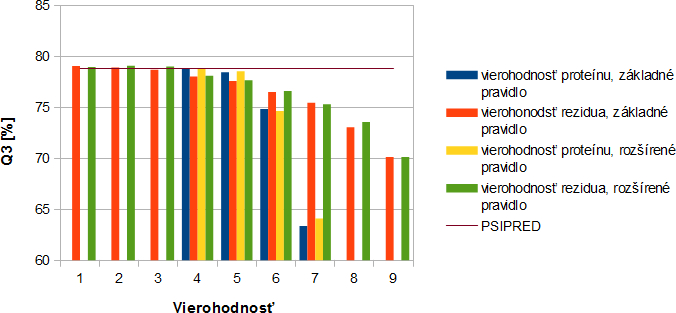 85
80
75
70
65
60
Q3 [%]
1 2 3 4 5 6 7 8 9
Vierohodnosť
vierohodnosť proteínu, základné
pravidlo
vierohonodsť rezidua, základné
pravidlo
vierohodnosť proteínu, rozšírené
pravidlo
vierohodnosť rezidua, rozšírené
pravidlo
PSIPRED